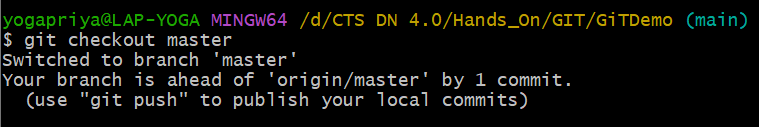 yogapriya@LAP-YOGA MINGW64 /d/CTS DN 4.0/Hands_On/GIT/GiTDemo (main)
$ git checkout master
Switched to branch 'master'
Your branch is ahead of 'origin/master' by 1 commit.
  (use "git push" to publish your local commits)